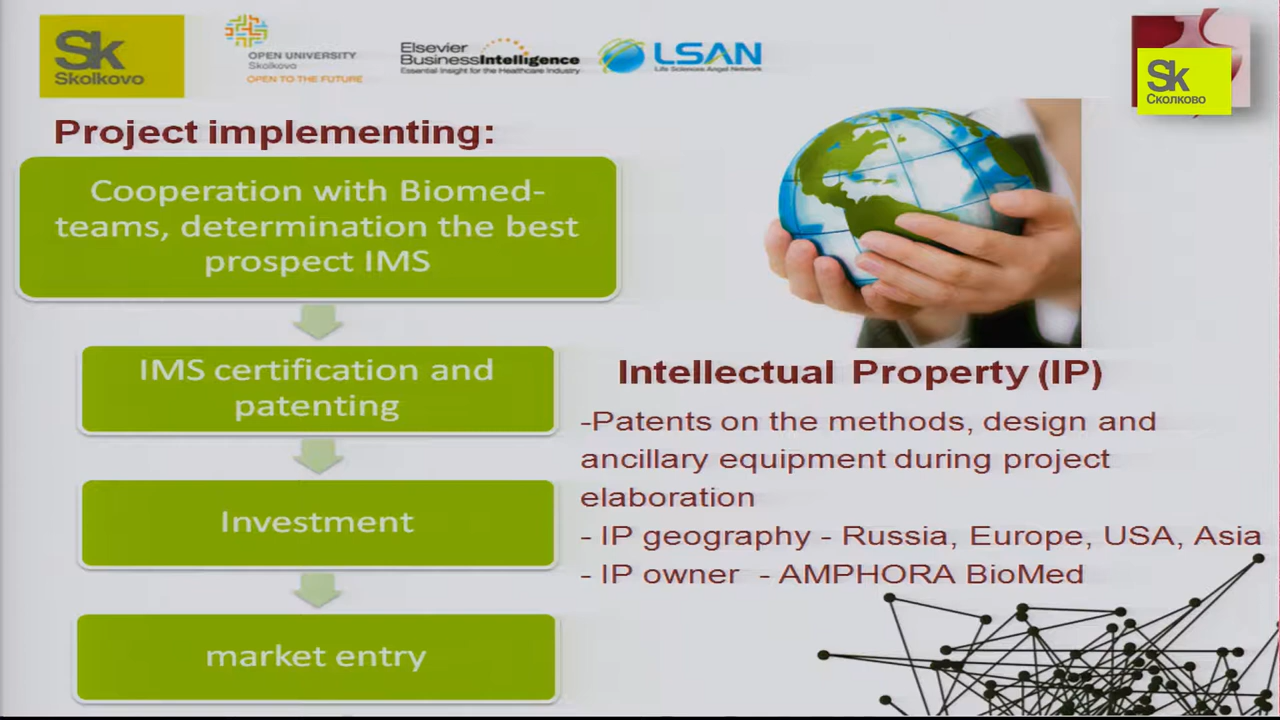 Sk
Skolkovo
OPEN UNIVERSITY
Skolkovo
OPEN TO THE FUTURE
Elsevier
BusinessIntelligence
Essential Insight for the Healthcare Industry
LSAN
Life Sciences Angel Network
Sk
Сколково
Project implementing:
Cooperation with Biomed-
teams, determination the best
prospect IMS
IMS certification and
patenting
Investment
market entry
Intellectual Property (IP)
-Patents on the methods, design and
ancillary equipment during project
elaboration
- IP geography - Russia, Europe, USA, Asia
- IP owner - AMPHORA BioMed